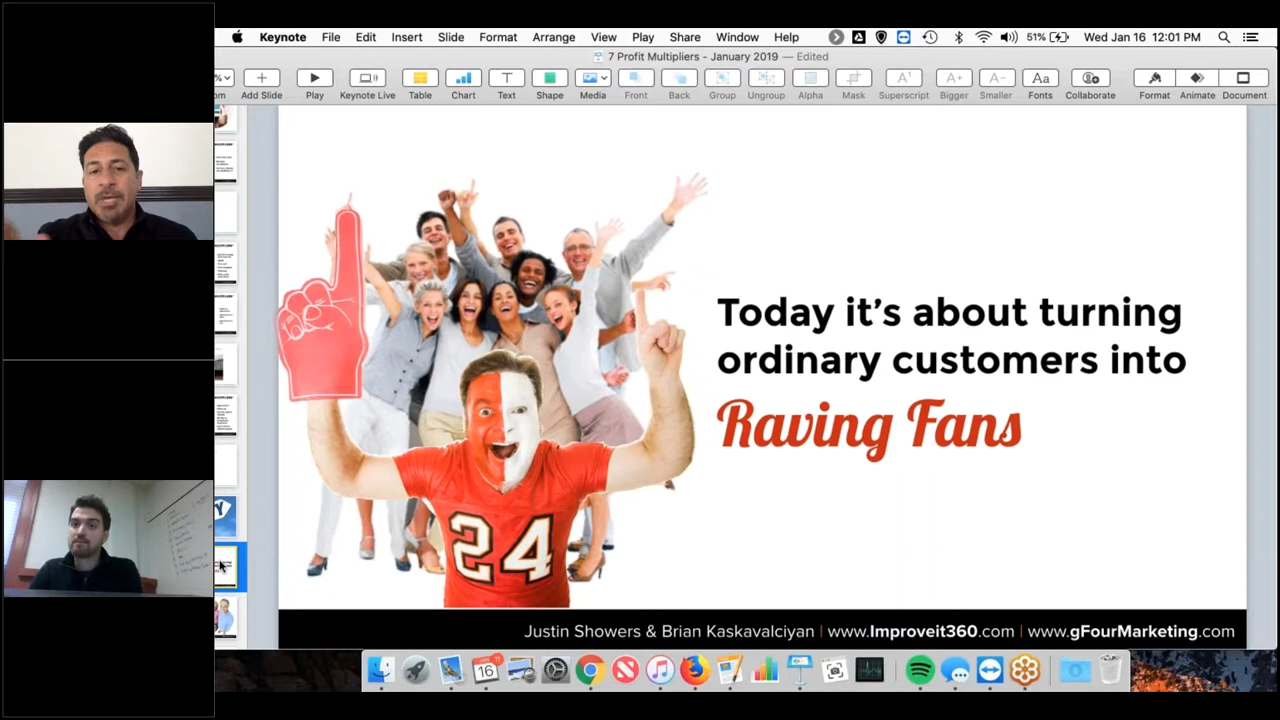 Keynote File Edit Insert Slide Format Arrange View Play Share Window Help 51% Wed Jan 16 12:01 PM
7 Profit Multipliers - January 2019 — Edited
Add Slide Play Keynote Live Table Chart Text Shape Media Front Back Group Ungroup Alpha Mask Superscript Bigger Smaller Fonts Collaborate Format Animate Document
Today it's about turning
ordinary customers into
Raving Fans
24
Justin Showers & Brian Kaskavalciyan | www.Improveit360.com | www.gFourMarketing.com
JAN
16